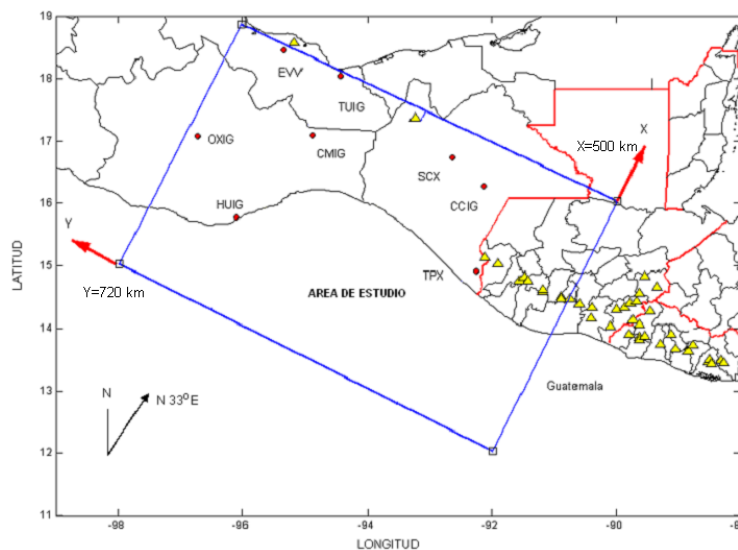 19
18
17
16
15
14
13
12
11
LATITUD
EVV
TUIG
OXIG
CMIG
X
X=500 km
SCX
CCIG
HUIG
Y
TPX
Y=720 km
AREA DE ESTUDIO
Guatemala
N
N 33°E
-98
-96
-94
-92
-90
LONGITUD